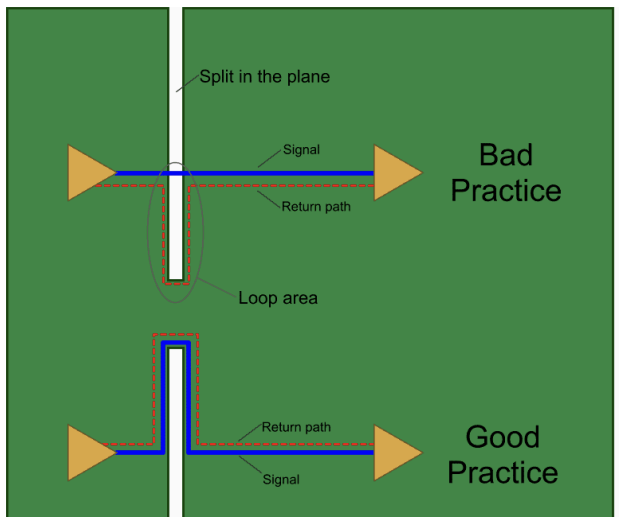 Split in the plane
Signal
Bad
Practice
Return path
Loop area
Return path
Good
Practice
Signal